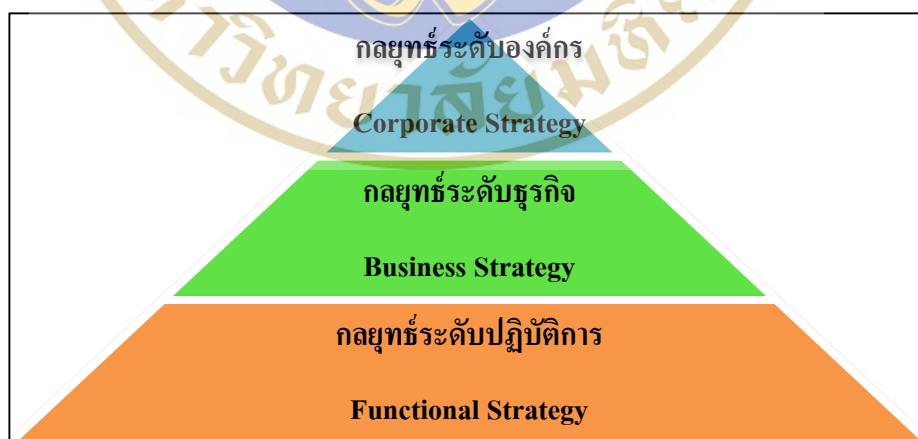 กลยุทธ์ระดับองค์กร
Corporate Strategy
กลยุทธ์ระดับธุรกิจ
Business Strategy
กลยุทธ์ระดับปฏิบัติการ
Functional Strategy